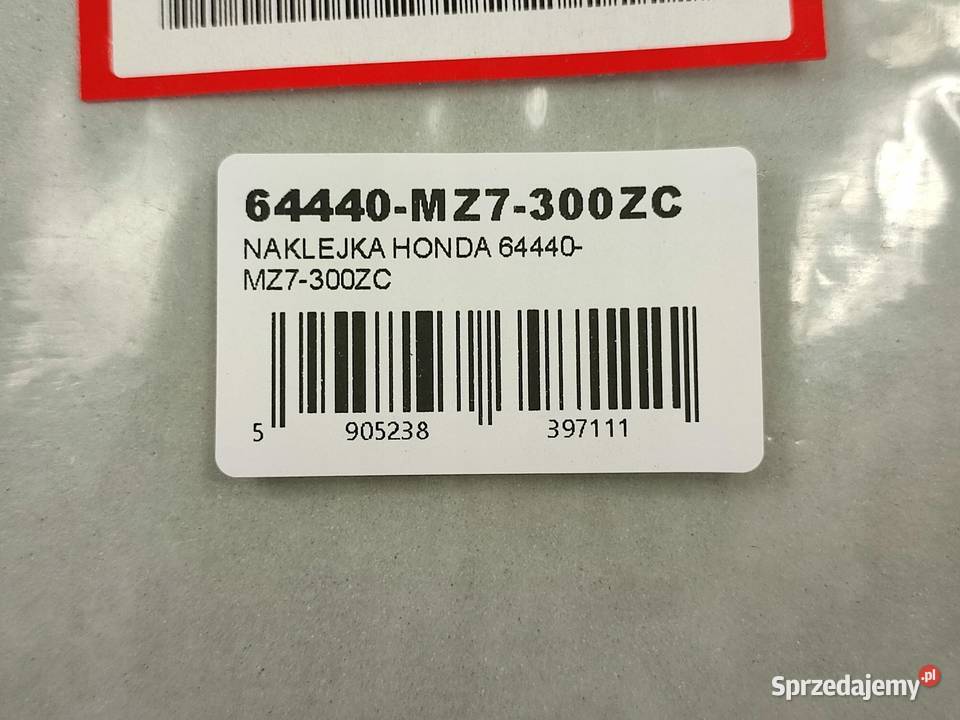 64440-MZ7-300ZC
NAKLEJKA HONDA 64440-
MZ7-300ZC
5 905238 397111
Sprzedajemy.pl